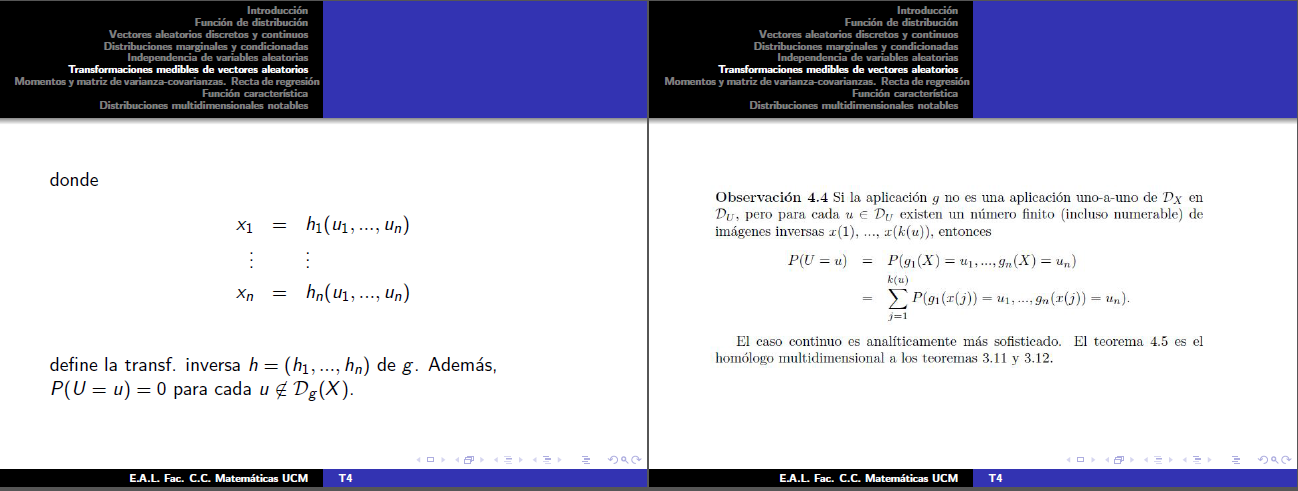 Introducción
Función de distribución
Vectores aleatorios discretos y continuos
Distribuciones marginales y condicionadas
Independencia de variables aleatorias
Transformaciones medibles de vectores aleatorios
Momentos y matriz de varianza-covarianzas. Recta de regresión
Función característica
Distribuciones multidimensionales notables
donde
x₁ = h₁(u₁, ..., uₙ)
⋮ ⋮
xₙ = hₙ(u₁, ..., uₙ)
define la transf. inversa h = (h₁, ..., hₙ) de g. Además,
P(U = u) = 0 para cada u ∉ 𝒟g(X).
E.A.L. Fac. C.C. Matemáticas UCM T4
Introducción
Función de distribución
Vectores aleatorios discretos y continuos
Distribuciones marginales y condicionadas
Independencia de variables aleatorias
Transformaciones medibles de vectores aleatorios
Momentos y matriz de varianza-covarianzas. Recta de regresión
Función característica
Distribuciones multidimensionales notables
Observación 4.4 Si la aplicación g no es una aplicación uno-a-uno de 𝒟X en
𝒟U, pero para cada u ∈ 𝒟U existen un número finito (incluso numerable) de
imágenes inversas x(1), ..., x(k(u)), entonces
P(U = u) = P(g₁(X) = u₁, ..., gₙ(X) = uₙ)
k(u)
= ∑ P(g₁(x(j)) = u₁, ..., gₙ(x(j)) = uₙ).
j=1
El caso continuo es analíticamente más sofisticado. El teorema 4.5 es el
homólogo multidimensional a los teoremas 3.11 y 3.12.
E.A.L. Fac. C.C. Matemáticas UCM T4